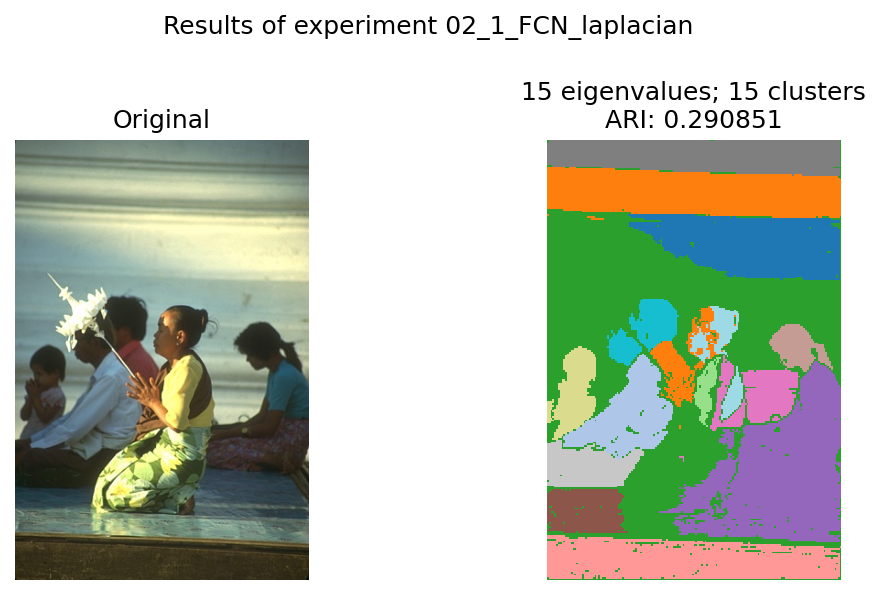 Results of experiment 02_1_FCN_laplacian
Original
15 eigenvalues; 15 clusters
ARI: 0.290851